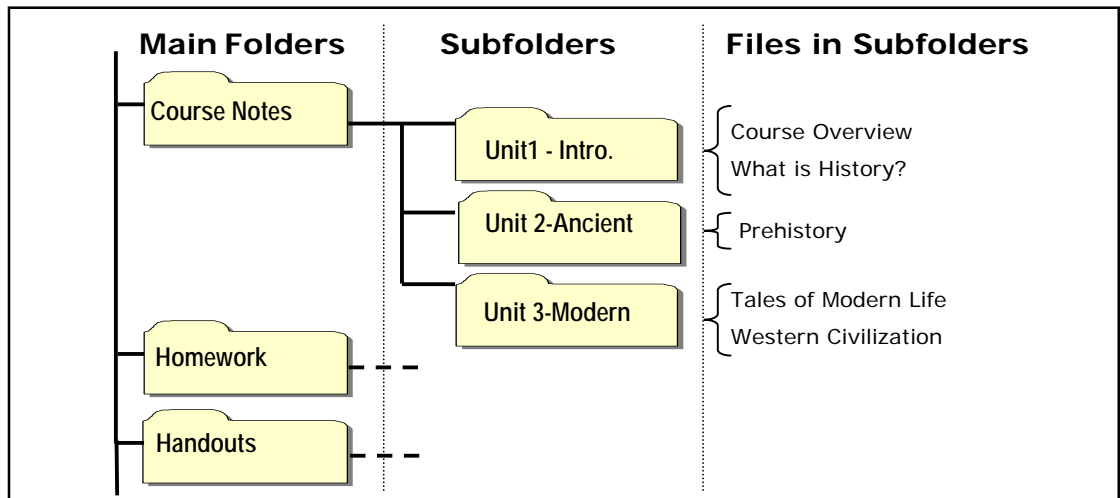 Main Folders
Subfolders
Files in Subfolders
Course Notes
Unit1 - Intro.
Course Overview
What is History?
Unit 2-Ancient
Prehistory
Unit 3-Modern
Tales of Modern Life
Western Civilization
Homework
Handouts